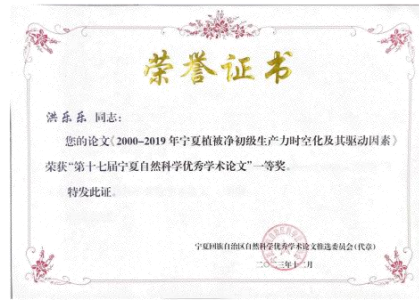 荣誉证书
洪乐乐 同志：
您的论文《2000-2019年宁夏植被净初级生产力时空化及其驱动因素》
荣获“第十七届宁夏自然科学优秀学术论文”一等奖。
特发此证。
宁夏回族自治区自然科学优秀学术论文推选委员会(代章)
二〇二三年十二月